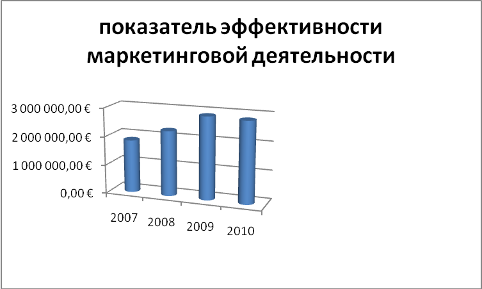 показатель эффективности
маркетинговой деятельности
3 000 000,00 €
2 000 000,00 €
1 000 000,00 €
0,00 €
2007
2008
2009
2010